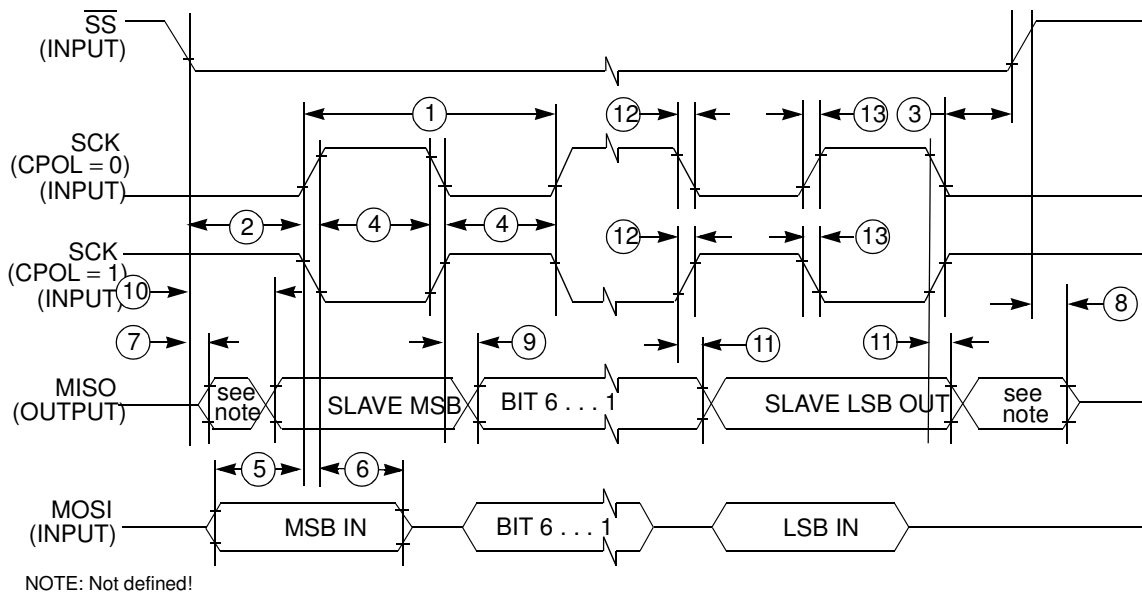 SS
(INPUT)
1
12
13
3
SCK
(CPOL = 0)
(INPUT)
2
4
4
SCK
(CPOL = 1)
(INPUT)
12
13
10
8
7
9
11
11
MISO
(OUTPUT)
see
note
SLAVE MSB
BIT 6 . . . 1
SLAVE LSB OUT
see
note
5
6
MOSI
(INPUT)
MSB IN
BIT 6 . . . 1
LSB IN
NOTE: Not defined!